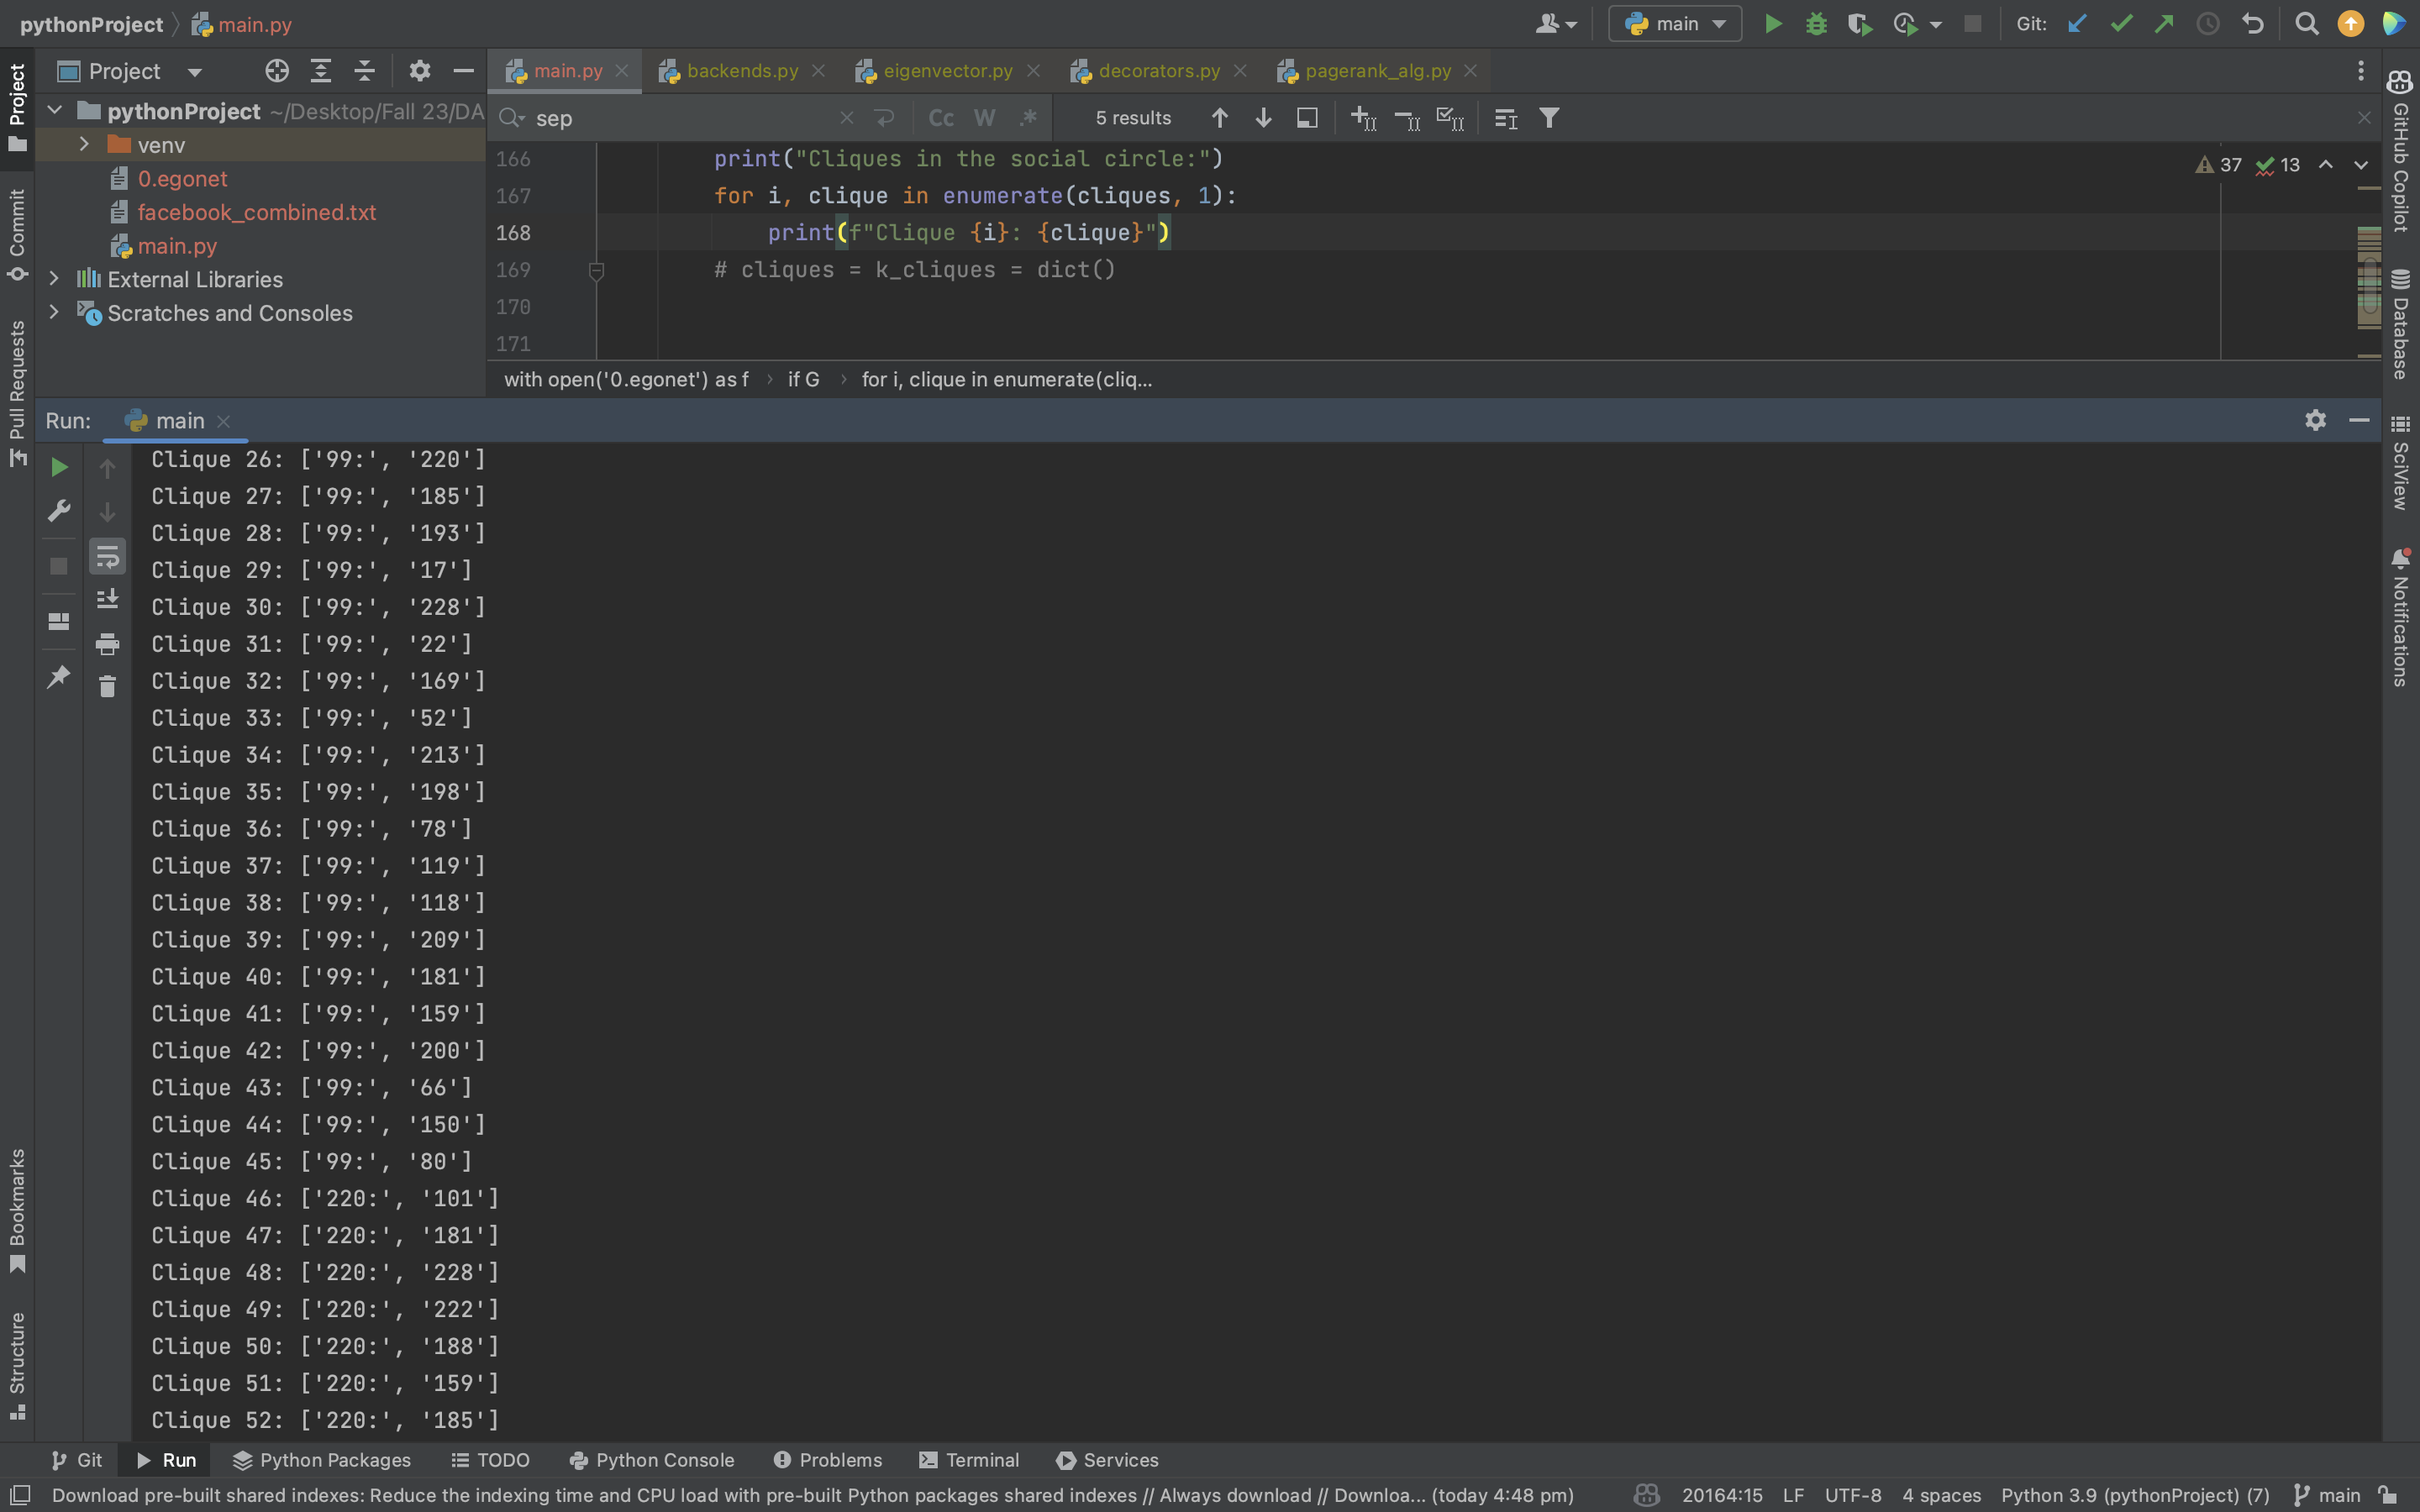 pythonProject main.py
main
Git:
Project
pythonProject ~/Desktop/Fall 23/DA
venv
0.egonet
facebook_combined.txt
main.py
External Libraries
Scratches and Consoles
main.py backends.py eigenvector.py decorators.py pagerank_alg.py
sep Cc W .* 5 results
166 print("Cliques in the social circle:")
167 for i, clique in enumerate(cliques, 1):
168 print(f"Clique {i}: {clique}")
169 # cliques = k_cliques = dict()
170
171
37 13
with open('0.egonet') as f if G for i, clique in enumerate(cliq...
Run: main
Clique 26: ['99:', '220']
Clique 27: ['99:', '185']
Clique 28: ['99:', '193']
Clique 29: ['99:', '17']
Clique 30: ['99:', '228']
Clique 31: ['99:', '22']
Clique 32: ['99:', '169']
Clique 33: ['99:', '52']
Clique 34: ['99:', '213']
Clique 35: ['99:', '198']
Clique 36: ['99:', '78']
Clique 37: ['99:', '119']
Clique 38: ['99:', '118']
Clique 39: ['99:', '209']
Clique 40: ['99:', '181']
Clique 41: ['99:', '159']
Clique 42: ['99:', '200']
Clique 43: ['99:', '66']
Clique 44: ['99:', '150']
Clique 45: ['99:', '80']
Clique 46: ['220:', '101']
Clique 47: ['220:', '181']
Clique 48: ['220:', '228']
Clique 49: ['220:', '222']
Clique 50: ['220:', '188']
Clique 51: ['220:', '159']
Clique 52: ['220:', '185']
Project
Commit
Pull Requests
Bookmarks
Structure
GitHub Copilot
Database
SciView
Notifications
Git Run Python Packages TODO Python Console Problems Terminal Services
Download pre-built shared indexes: Reduce the indexing time and CPU load with pre-built Python packages shared indexes // Always download // Downloa... (today 4:48 pm) 20164:15 LF UTF-8 4 spaces Python 3.9 (pythonProject) (7) main